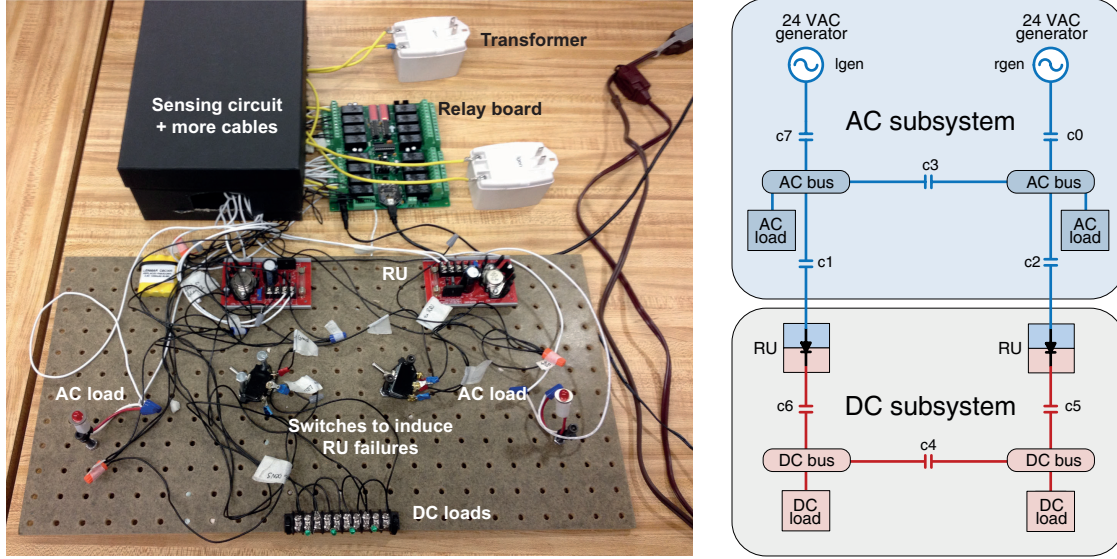 Transformer
Sensing circuit
+ more cables
Relay board
RU
AC load
AC load
Switches to induce
RU failures
DC loads
24 VAC
generator
24 VAC
generator
lgen
rgen
AC subsystem
c7
c0
c3
AC bus
AC bus
AC
load
AC
load
c1
c2
RU
RU
DC subsystem
c6
c5
c4
DC bus
DC bus
DC
load
DC
load